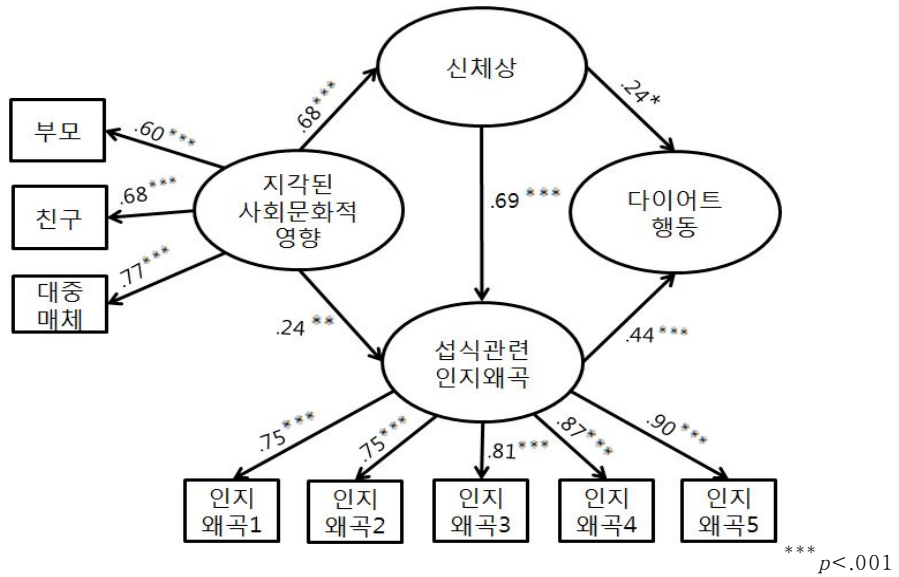 신체상
.68***
.24*
부모
.60***
지각된
사회문화적
영향
.68***
친구
.69***
다이어트
행동
.77***
대중
매체
.24**
섭식관련
인지왜곡
.44***
.75***
.75***
.81***
.87***
.90***
인지
왜곡1
인지
왜곡2
인지
왜곡3
인지
왜곡4
인지
왜곡5
***p<.001